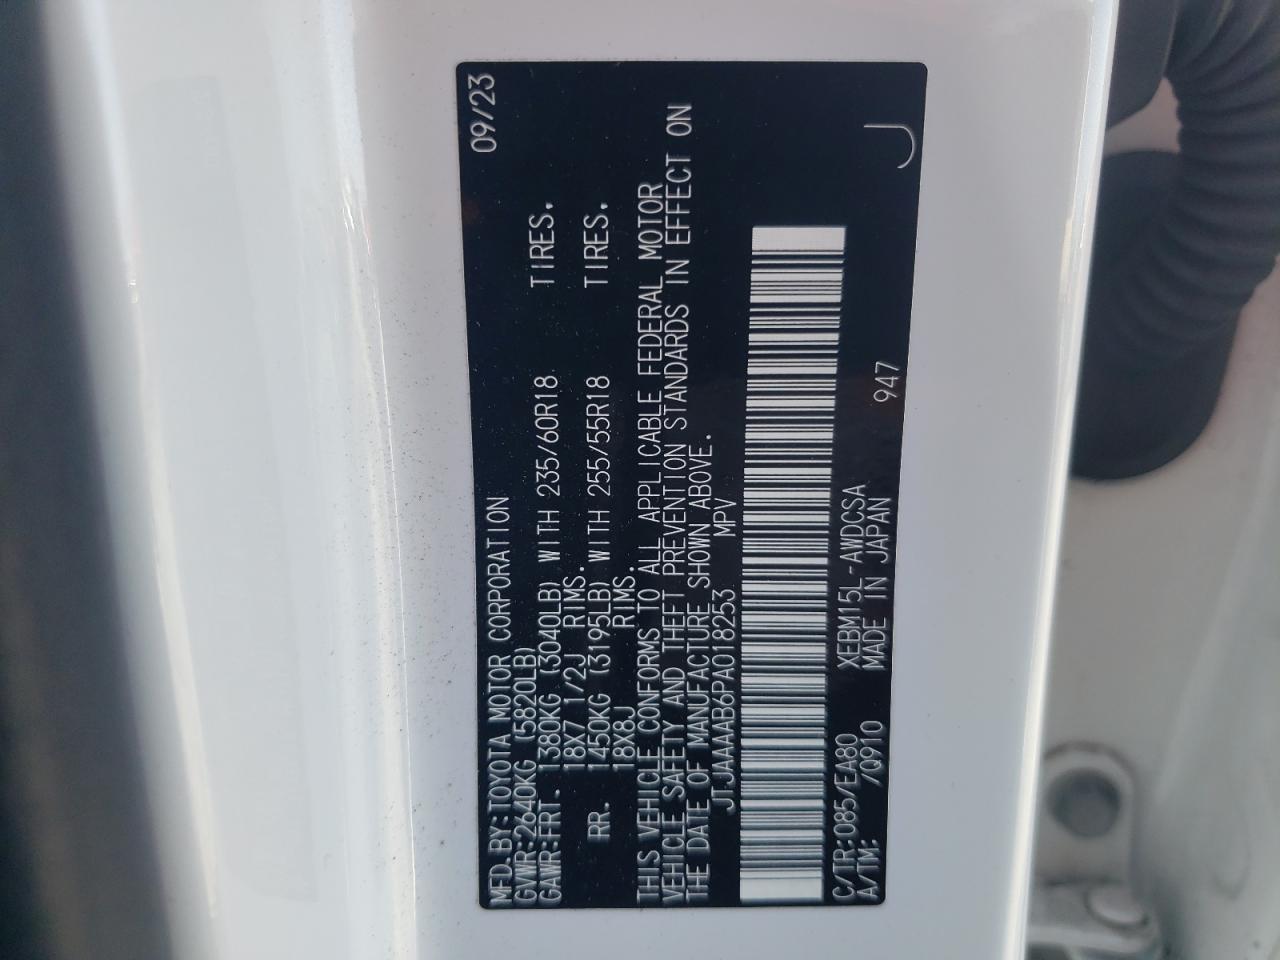 MFD.BY:TOYOTA MOTOR CORPORATION 09/23
GVWR:2640KG (5820LB)
GAWR:FRT. 1380KG (3040LB) WITH 235/60R18 TIRES.
18X7 1/2J RIMS.
RR. 1450KG (3195LB) WITH 255/55R18 TIRES.
18X8J RIMS.
THIS VEHICLE CONFORMS TO ALL APPLICABLE FEDERAL MOTOR
VEHICLE SAFETY AND THEFT PREVENTION STANDARDS IN EFFECT ON
THE DATE OF MANUFACTURE SHOWN ABOVE.
JTJAAAAB6PA018253 MPV
C/TR:085/EA80 XEBM15L-AWDCSA
A/TM: /Q910 MADE IN JAPAN 947 J